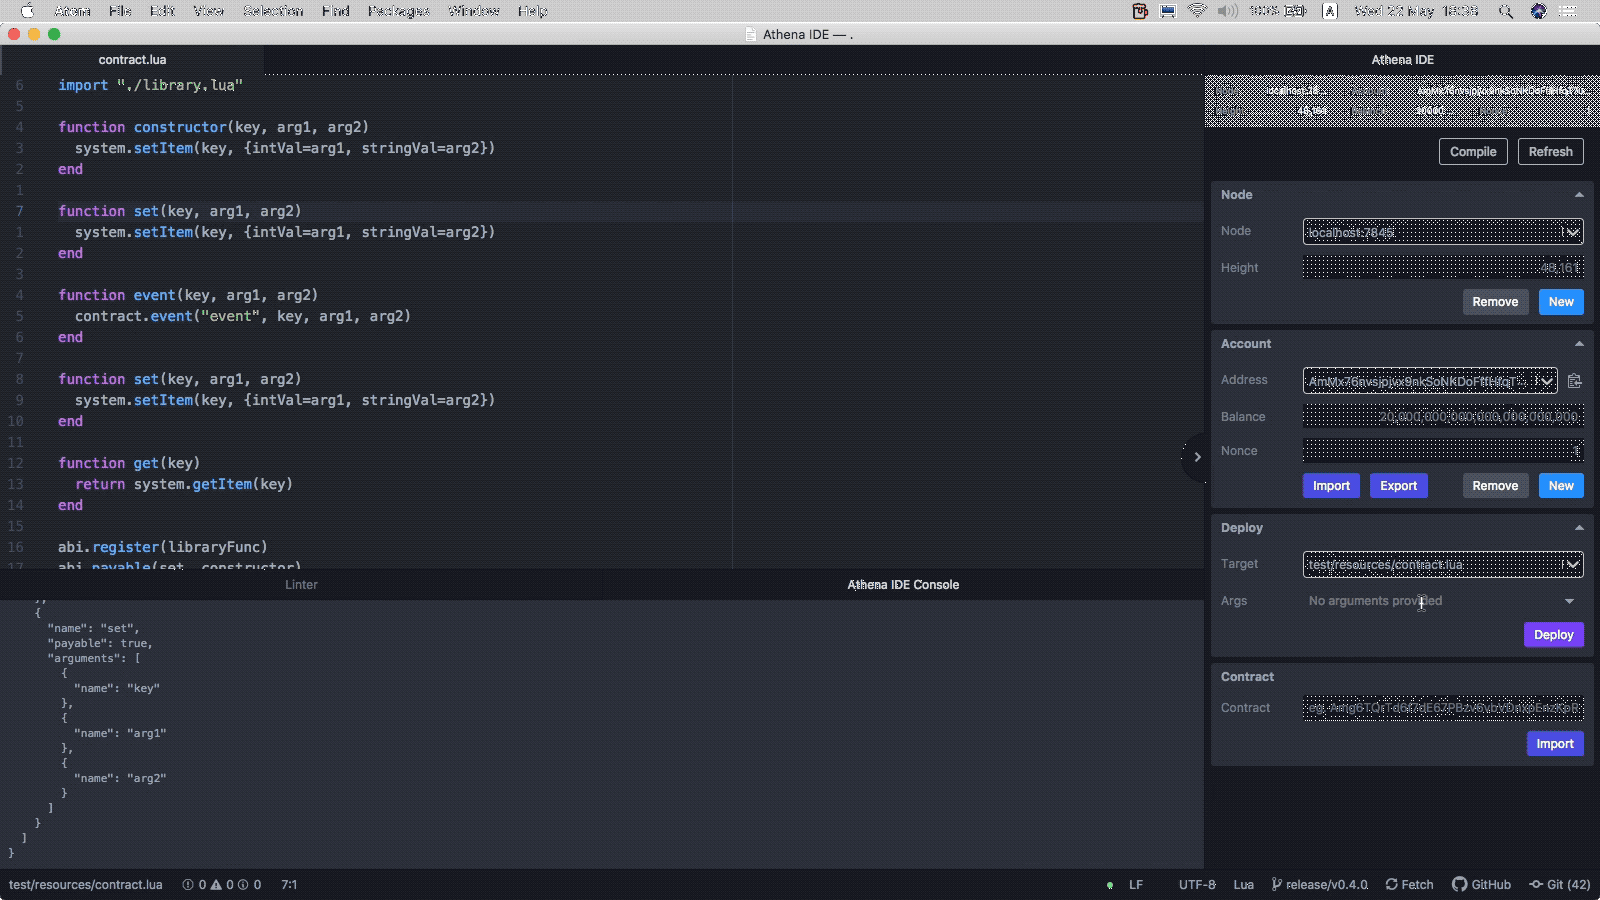 Atom File Edit View Selection Find Packages Window Help
100% A Wed 22 May
Athena IDE — .
contract.lua
Athena IDE
6 import "./library.lua"
5
4 function constructor(key, arg1, arg2)
3 system.setItem(key, {intVal=arg1, stringVal=arg2})
2 end
1
7 function set(key, arg1, arg2)
1 system.setItem(key, {intVal=arg1, stringVal=arg2})
2 end
3
4 function event(key, arg1, arg2)
5 contract.event("event", key, arg1, arg2)
6 end
7
8 function set(key, arg1, arg2)
9 system.setItem(key, {intVal=arg1, stringVal=arg2})
10 end
11
12 function get(key)
13 return system.getItem(key)
14 end
15
16 abi.register(libraryFunc)
17 abi.payable(set, constructor)
Compile Refresh
Node
Node localhost:7845
Height 48,161
Remove New
Account
Address
Balance 20,000,000,000,000,000,000,000
Nonce
Import Export Remove New
Deploy
Target test/resources/contract.lua
Args No arguments provided
Deploy
Contract
Contract
Import
Linter
Athena IDE Console
},
{
"name": "set",
"payable": true,
"arguments": [
{
"name": "key"
},
{
"name": "arg1"
},
{
"name": "arg2"
}
]
}
]
}
test/resources/contract.lua 0 0 0 7:1
LF UTF-8 Lua release/v0.4.0 Fetch GitHub Git (42)